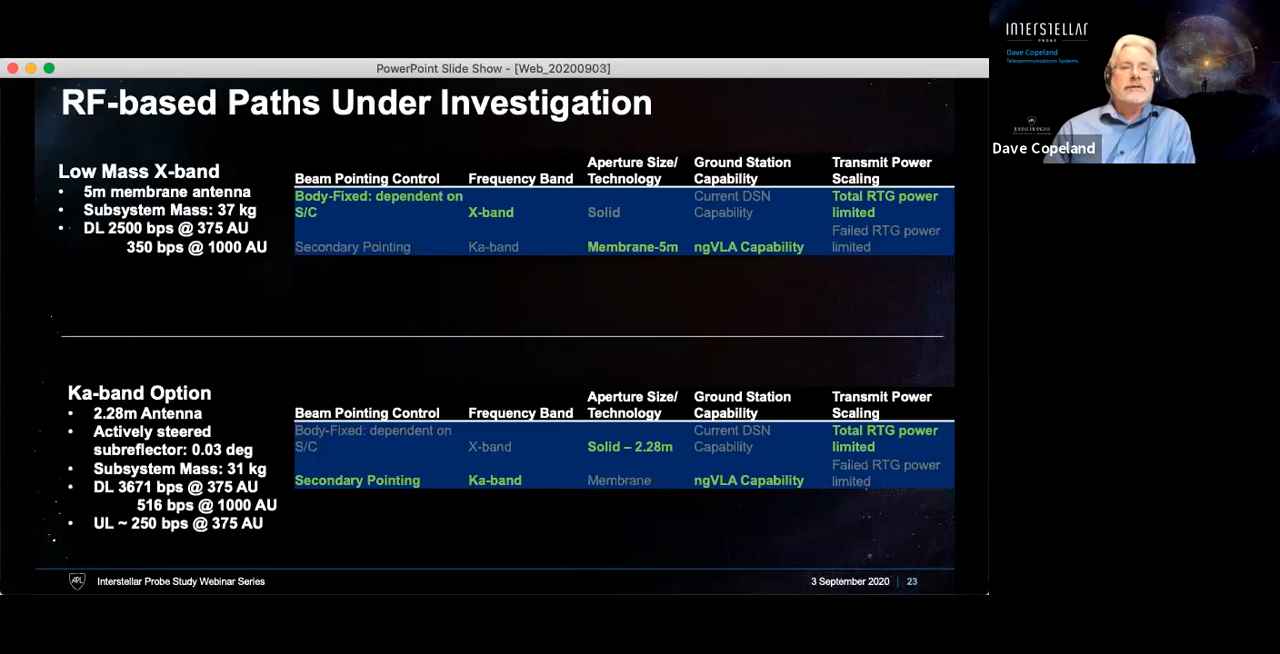 PowerPoint Slide Show - [Web_20200903]
RF-based Paths Under Investigation
Low Mass X-band
• 5m membrane antenna
• Subsystem Mass: 37 kg
• DL 2500 bps @ 375 AU
350 bps @ 1000 AU
Beam Pointing Control
Frequency Band
Aperture Size/
Technology
Ground Station
Capability
Transmit Power
Scaling
Body-Fixed: dependent on
S/C
X-band
Solid
Current DSN
Capability
Total RTG power
limited
Secondary Pointing
Ka-band
Membrane-5m
ngVLA Capability
Failed RTG power
limited
Ka-band Option
• 2.28m Antenna
• Actively steered
subreflector: 0.03 deg
• Subsystem Mass: 31 kg
• DL 3671 bps @ 375 AU
516 bps @ 1000 AU
• UL ~ 250 bps @ 375 AU
Beam Pointing Control
Frequency Band
Aperture Size/
Technology
Ground Station
Capability
Transmit Power
Scaling
Body-Fixed: dependent on
S/C
X-band
Solid – 2.28m
Current DSN
Capability
Total RTG power
limited
Secondary Pointing
Ka-band
Membrane
ngVLA Capability
Failed RTG power
limited
APL
Interstellar Probe Study Webinar Series
3 September 2020 | 23
INTERSTELLAR
PROBE
Dave Copeland
Telecommunications Systems
JOHNS HOPKINS
Dave Copeland